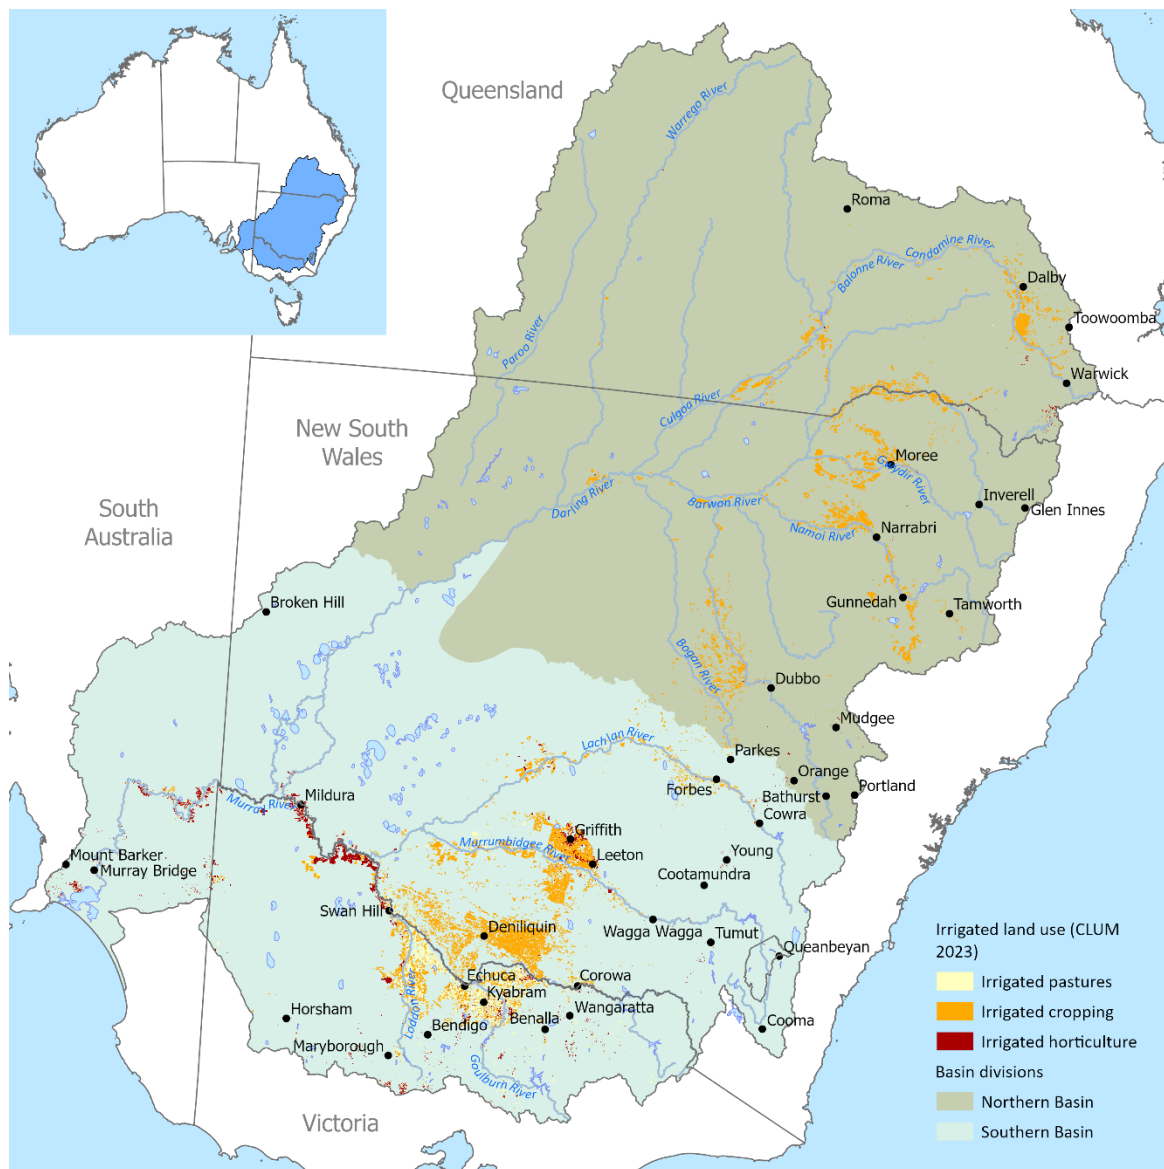 Queensland
Warrego River
Roma
Condamine River
Balonne River
Dalby
Toowoomba
Paroo River
Warwick
Culgoa River
New South
Wales
Moree
Gwydir River
South
Australia
Darling River
Barwon River
Inverell
Glen Innes
Namoi River
Narrabri
Broken Hill
Gunnedah
Tamworth
Bogan River
Dubbo
Mudgee
Lachlan River
Parkes
Orange
Forbes
Bathurst
Portland
Mildura
Murray River
Cowra
Griffith
Murrumbidgee River
Leeton
Young
Mount Barker
Murray Bridge
Cootamundra
Swan Hill
Deniliquin
Wagga Wagga
Tumut
Queanbeyan
Echuca
Corowa
Kyabram
Loddon River
Horsham
Wangaratta
Bendigo
Benalla
Cooma
Maryborough
Goulburn River
Victoria
Irrigated land use (CLUM
2023)
Irrigated pastures
Irrigated cropping
Irrigated horticulture
Basin divisions
Northern Basin
Southern Basin